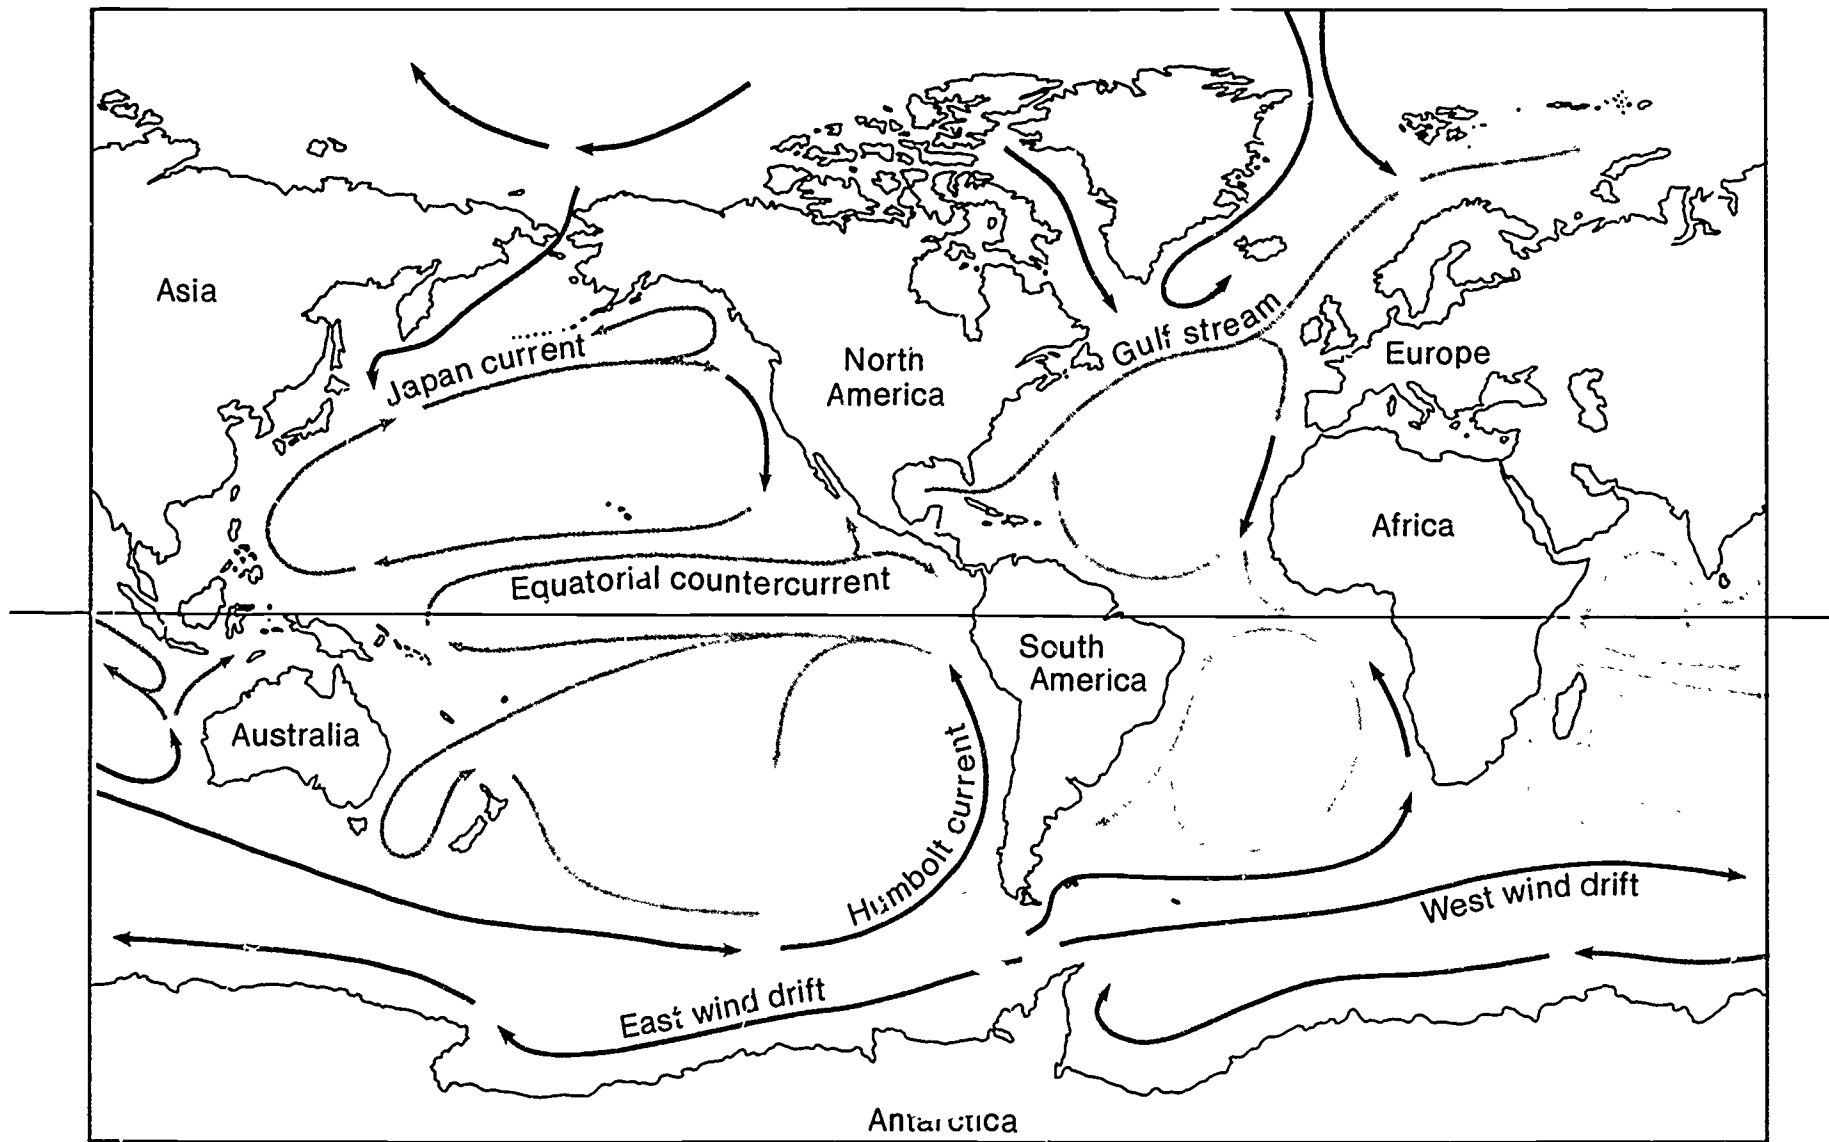 Asia
Japan current
North
America
Gulf stream
Europe
Africa
Equatorial countercurrent
South
America
Australia
Humbolt current
West wind drift
East wind drift
Antarctica